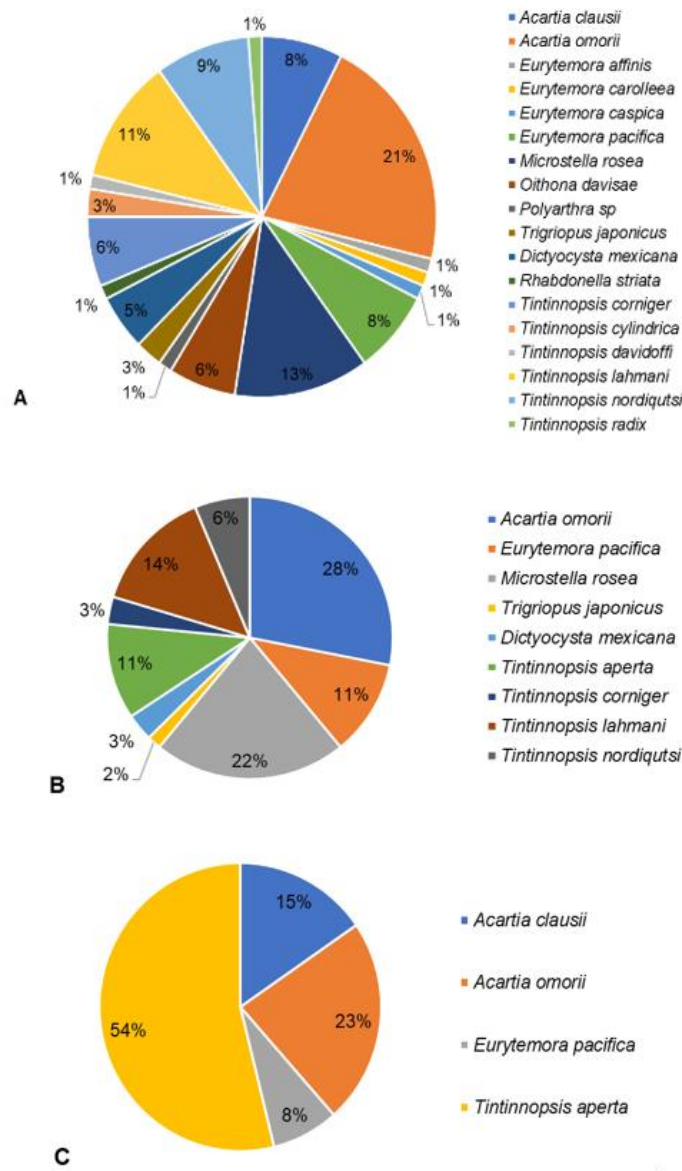 1%
8%
9%
21%
11%
1%
3%
6%
1%
5%
3%
1%
6%
13%
8%
1%
1%
1%
A
Acartia clausii
Acartia omorii
Eurytemora affinis
Eurytemora carolleea
Eurytemora caspica
Eurytemora pacifica
Microstella rosea
Oithona davisae
Polyarthra sp
Trigriopus japonicus
Dictyocysta mexicana
Rhabdonella striata
Tintinnopsis corniger
Tintinnopsis cylindrica
Tintinnopsis davidoffi
Tintinnopsis lahmani
Tintinnopsis nordiqutsi
Tintinnopsis radix
6%
28%
14%
3%
11%
11%
3%
2%
22%
B
Acartia omorii
Eurytemora pacifica
Microstella rosea
Trigriopus japonicus
Dictyocysta mexicana
Tintinnopsis aperta
Tintinnopsis corniger
Tintinnopsis lahmani
Tintinnopsis nordiqutsi
15%
23%
54%
8%
C
Acartia clausii
Acartia omorii
Eurytemora pacifica
Tintinnopsis aperta